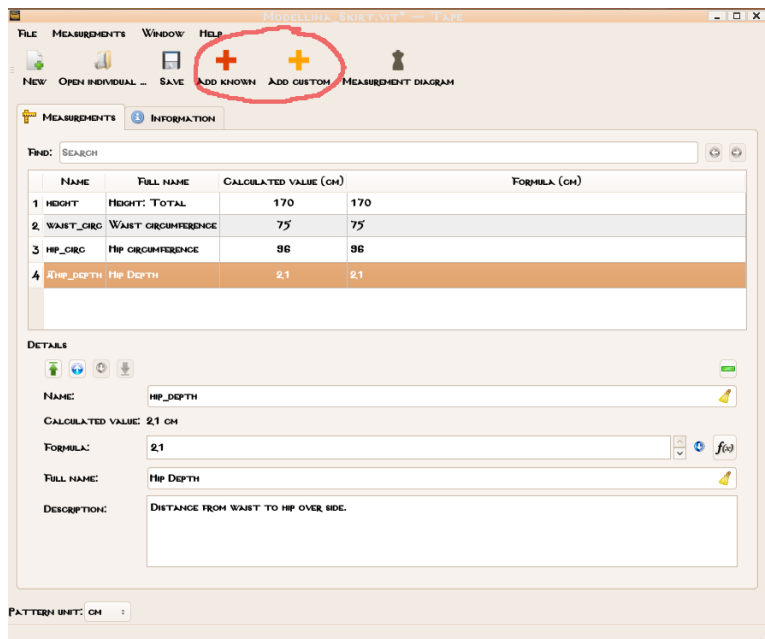 Modellina_Skirt.vit* — Tape
File Measurements Window Help
New Open individual ... Save Add known Add custom Measurement diagram
Measurements Information
Find: Search
Name Full name Calculated value (cm) Formula (cm)
1 height Height: Total 170 170
2 waist_circ Waist circumference 75 75
3 hip_circ Hip circumference 96 96
4 @hip_depth Hip Depth 21 21
Details
Name: hip_depth
Calculated value: 21 cm
Formula: 21 f(x)
Full name: Hip Depth
Description: Distance from waist to hip over side.
Pattern unit: cm